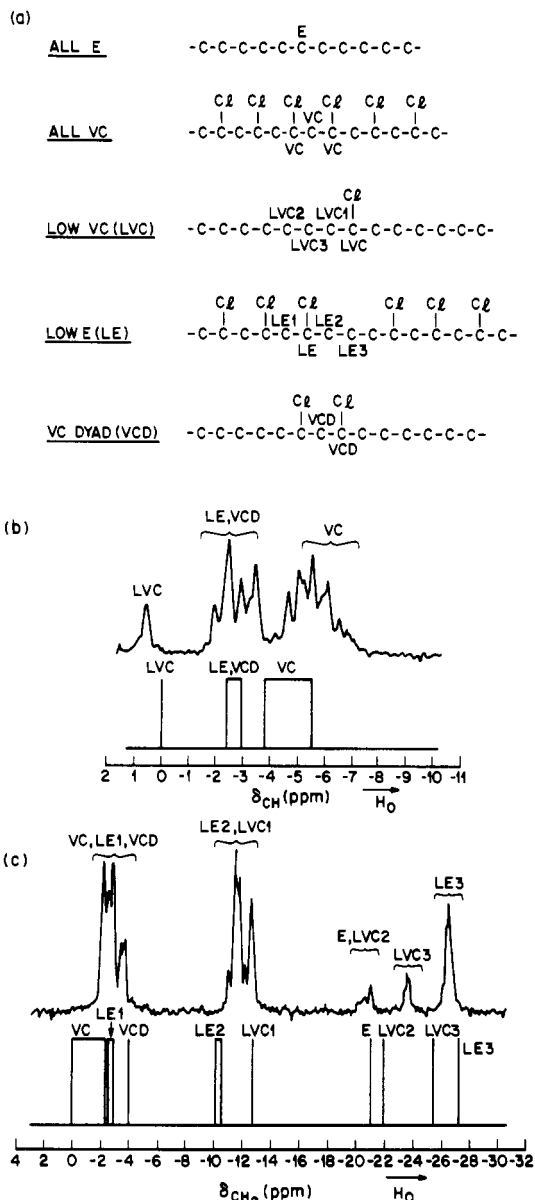 (a)
E
ALL E -C-C-C-C-C-C-C-C-C-C-C-
Cl Cl Cl VC Cl Cl Cl
ALL VC -C-C-C-C-C-C-C-C-C-C-C-C-C-
VC VC
Cl
LVC2 LVC1
LOW VC (LVC) -C-C-C-C-C-C-C-C-C-C-C-C-C-C-
LVC3 LVC
Cl Cl Cl Cl Cl Cl
LE1 LE2
LOW E (LE) -C-C-C-C-C-C-C-C-C-C-C-C-C-C-C-
LE LE3
Cl Cl
VCD
VC DYAD (VCD) -C-C-C-C-C-C-C-C-C-C-C-C-C-
VCD
(b)
LE,VCD
VC
LVC
LVC LE,VCD VC
2 1 0 -1 -2 -3 -4 -5 -6 -7 -8 -9 -10 -11
δCH (ppm) H0
(c)
VC,LE1,VCD
LE2,LVC1
LE3
E,LVC2
LVC3
LE1
VC VCD LE2 LVC1 E LVC2 LVC3
LE3
4 2 0 -2 -4 -6 -8 -10 -12 -14 -16 -18 -20 -22 -24 -26 -28 -30 -32
δCH2 (ppm) H0